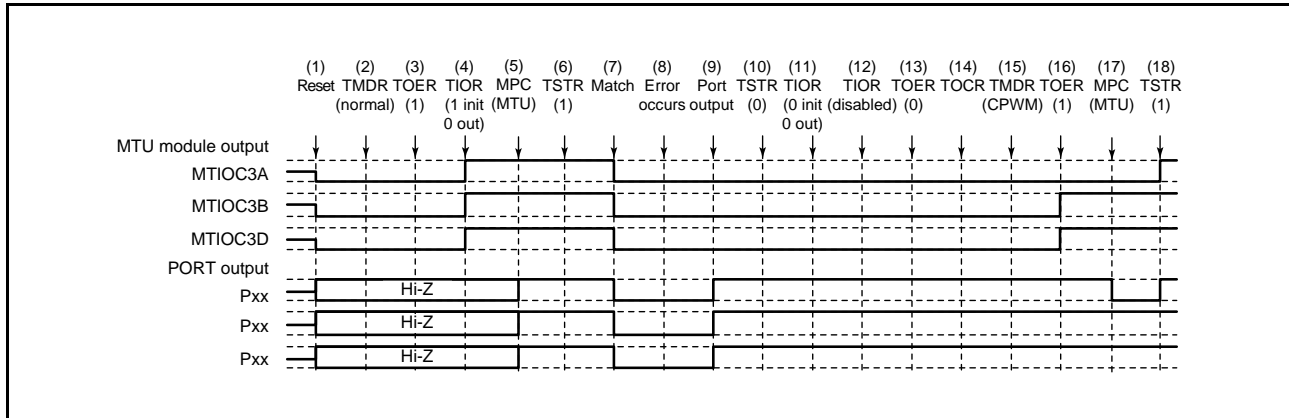 (1) (2) (3) (4) (5) (6) (7) (8) (9) (10) (11) (12) (13) (14) (15) (16) (17) (18)
Reset TMDR TOER TIOR MPC TSTR Match Error Port TSTR TIOR TIOR TOER TOCR TMDR TOER MPC TSTR
(normal) (1) (1 init (MTU) (1) occurs output (0) (0 init (disabled) (0) (CPWM) (1) (MTU) (1)
0 out) 0 out)
MTU module output
MTIOC3A
MTIOC3B
MTIOC3D
PORT output
Pxx Hi-Z
Pxx Hi-Z
Pxx Hi-Z